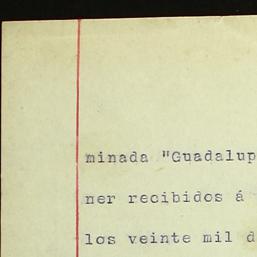 minada "Guadalup
ner recibidos á
los veinte mil d